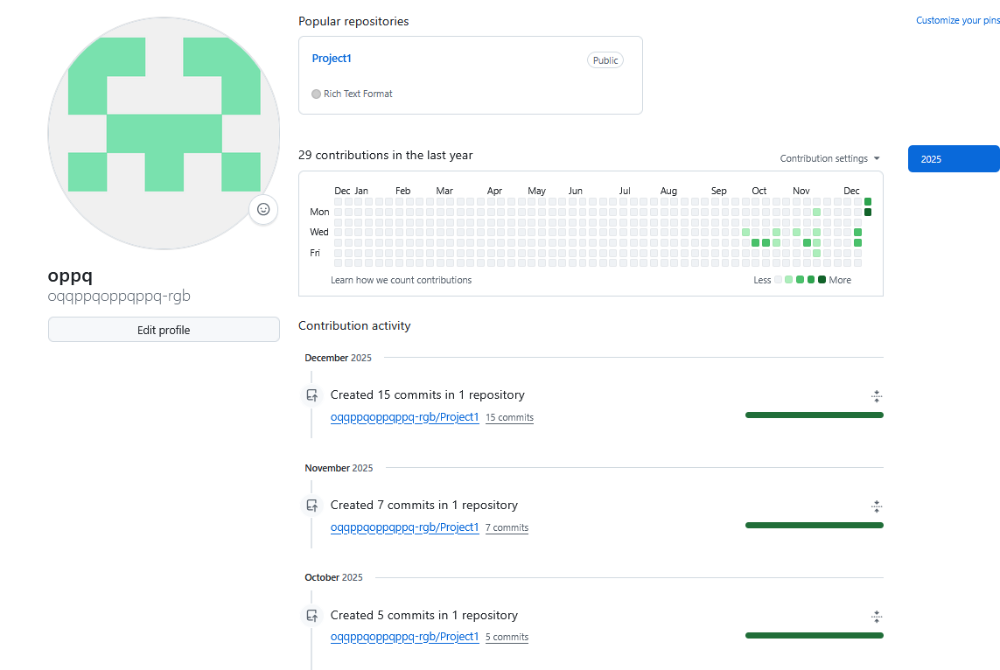 Popular repositories
Customize your pins
Project1
Public
Rich Text Format
29 contributions in the last year
Contribution settings
2025
Dec Jan Feb Mar Apr May Jun Jul Aug Sep Oct Nov Dec
Mon
Wed
Fri
Learn how we count contributions
Less
More
oppq
oqqppqoppqppq-rgb
Edit profile
Contribution activity
December 2025
Created 15 commits in 1 repository
oqqppqoppqppq-rgb/Project1 15 commits
November 2025
Created 7 commits in 1 repository
oqqppqoppqppq-rgb/Project1 7 commits
October 2025
Created 5 commits in 1 repository
oqqppqoppqppq-rgb/Project1 5 commits